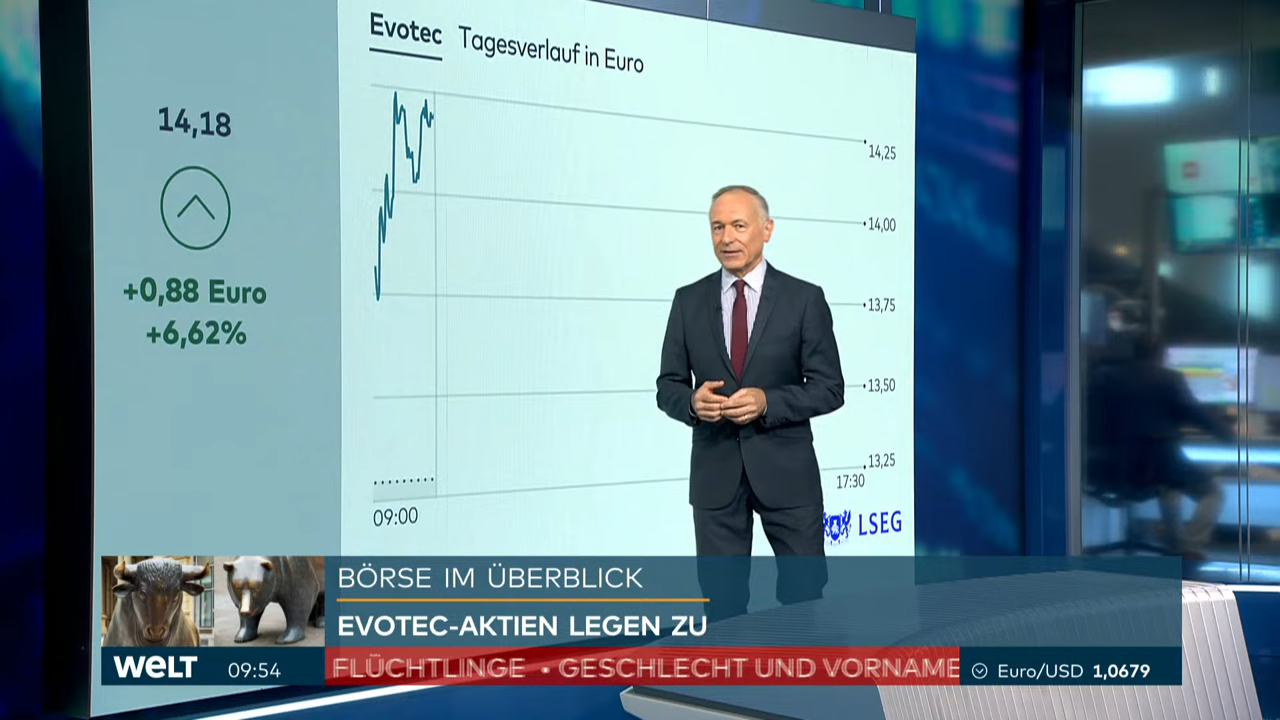 Evotec Tagesverlauf in Euro
14,18
+0,88 Euro
+6,62%
14,25
14,00
13,75
13,50
13,25
17:30
09:00
LSEG
BÖRSE IM ÜBERBLICK
EVOTEC-AKTIEN LEGEN ZU
welt 09:54 FLÜCHTLINGE • GESCHLECHT UND VORNAME Euro/USD 1,0679